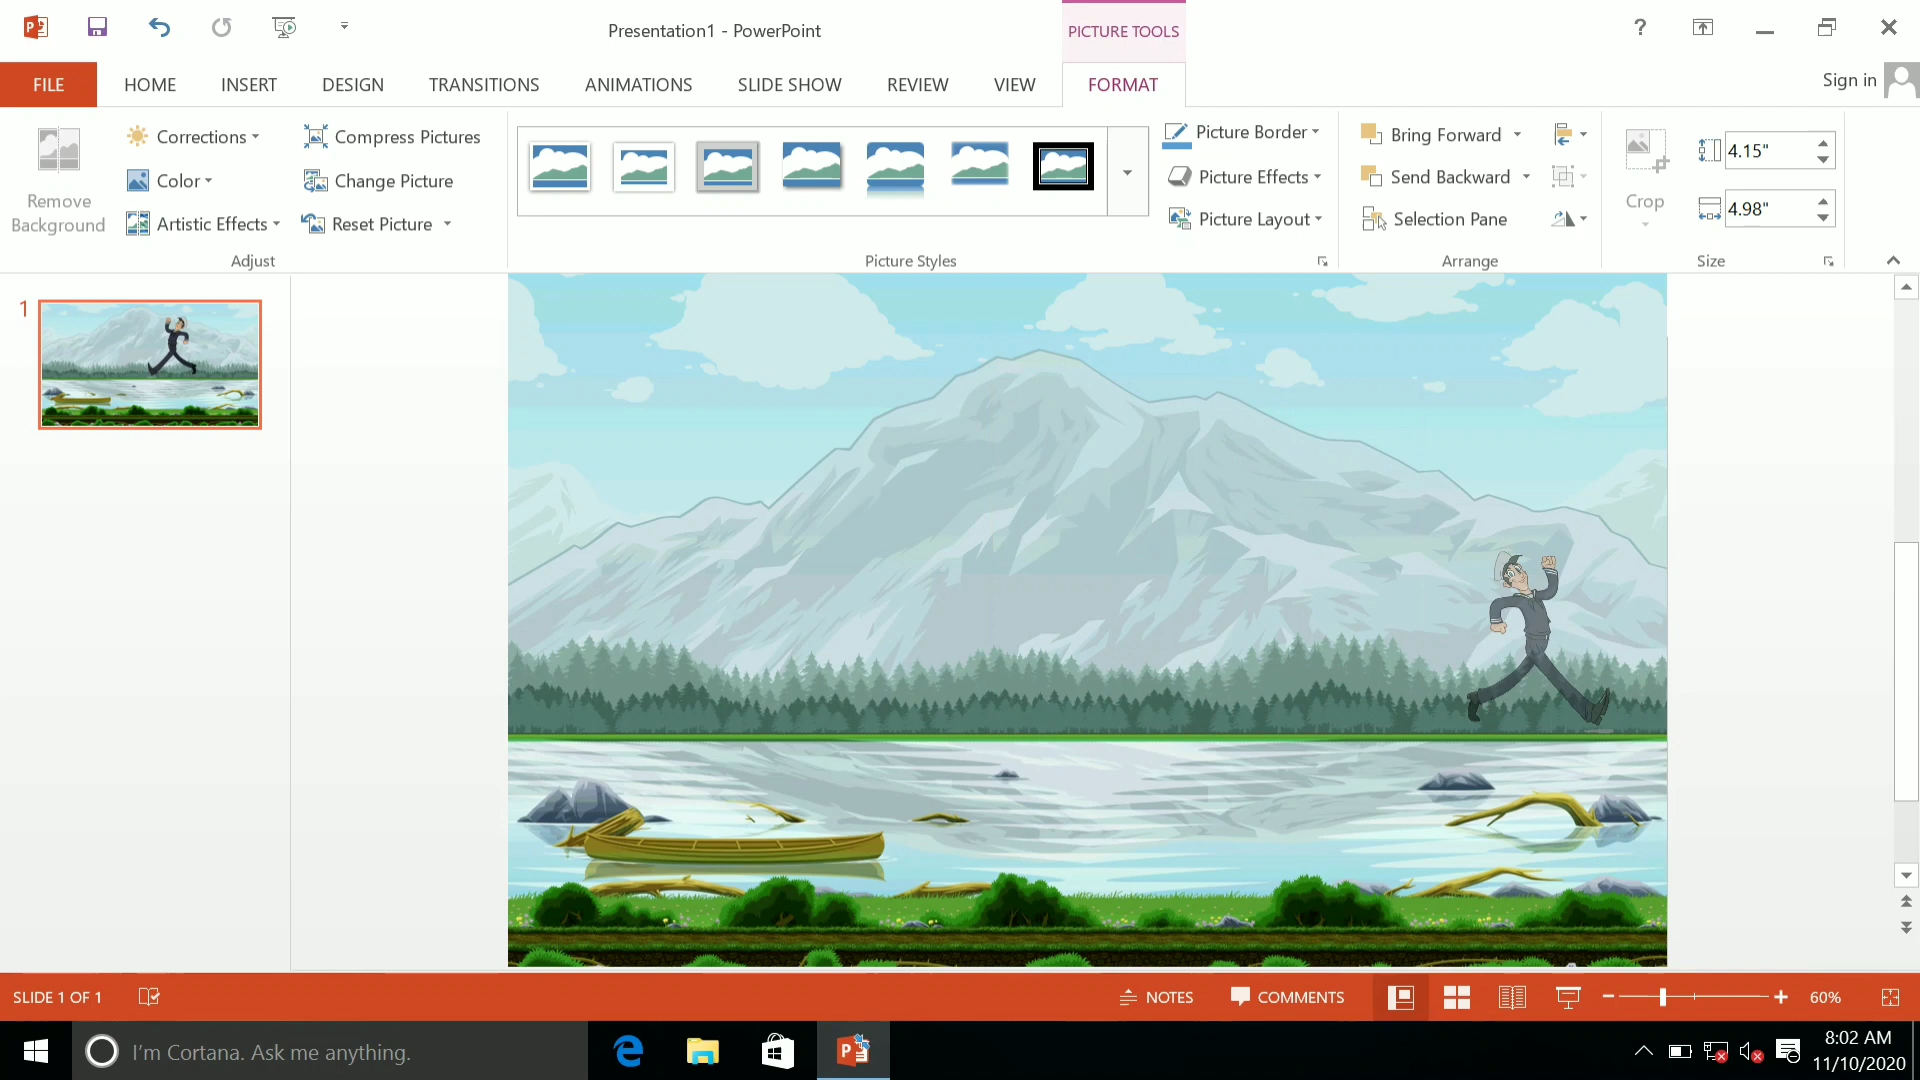 Presentation1 - PowerPoint
PICTURE TOOLS
?
FILE
HOME
INSERT
DESIGN
TRANSITIONS
ANIMATIONS
SLIDE SHOW
REVIEW
VIEW
FORMAT
Sign in
Remove
Background
Corrections
Color
Artistic Effects
Compress Pictures
Change Picture
Reset Picture
Adjust
Picture Styles
Picture Border
Picture Effects
Picture Layout
Bring Forward
Send Backward
Selection Pane
Arrange
Crop
4.15"
4.98"
Size
1
SLIDE 1 OF 1
NOTES
COMMENTS
60%
I'm Cortana. Ask me anything.
8:02 AM
11/10/2020